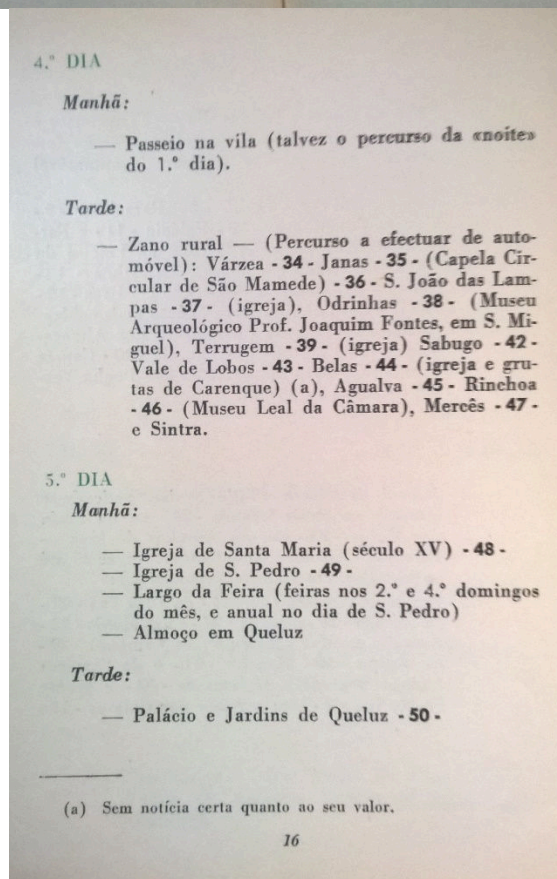 4.º DIA
Manhã:
— Passeio na vila (talvez o percurso da «noite»
do 1.º dia).
Tarde:
— Zano rural — (Percurso a efectuar de auto-
móvel): Várzea - 34 - Janas - 35 - (Capela Cir-
cular de São Mamede) - 36 - S. João das Lam-
pas - 37 - (igreja), Odrinhas - 38 - (Museu
Arqueológico Prof. Joaquim Fontes, em S. Mi-
guel), Terrugem - 39 - (igreja) Sabugo - 42 -
Vale de Lobos - 43 - Belas - 44 - (igreja e gru-
tas de Carenque) (a), Agualva - 45 - Rinchoa
- 46 - (Museu Leal da Câmara), Mercês - 47 -
e Sintra.
5.º DIA
Manhã:
— Igreja de Santa Maria (século XV) - 48 -
— Igreja de S. Pedro - 49 -
— Largo da Feira (feiras nos 2.º e 4.º domingos
do mês, e anual no dia de S. Pedro)
— Almoço em Queluz
Tarde:
— Palácio e Jardins de Queluz - 50 -
(a) Sem notícia certa quanto ao seu valor.
16